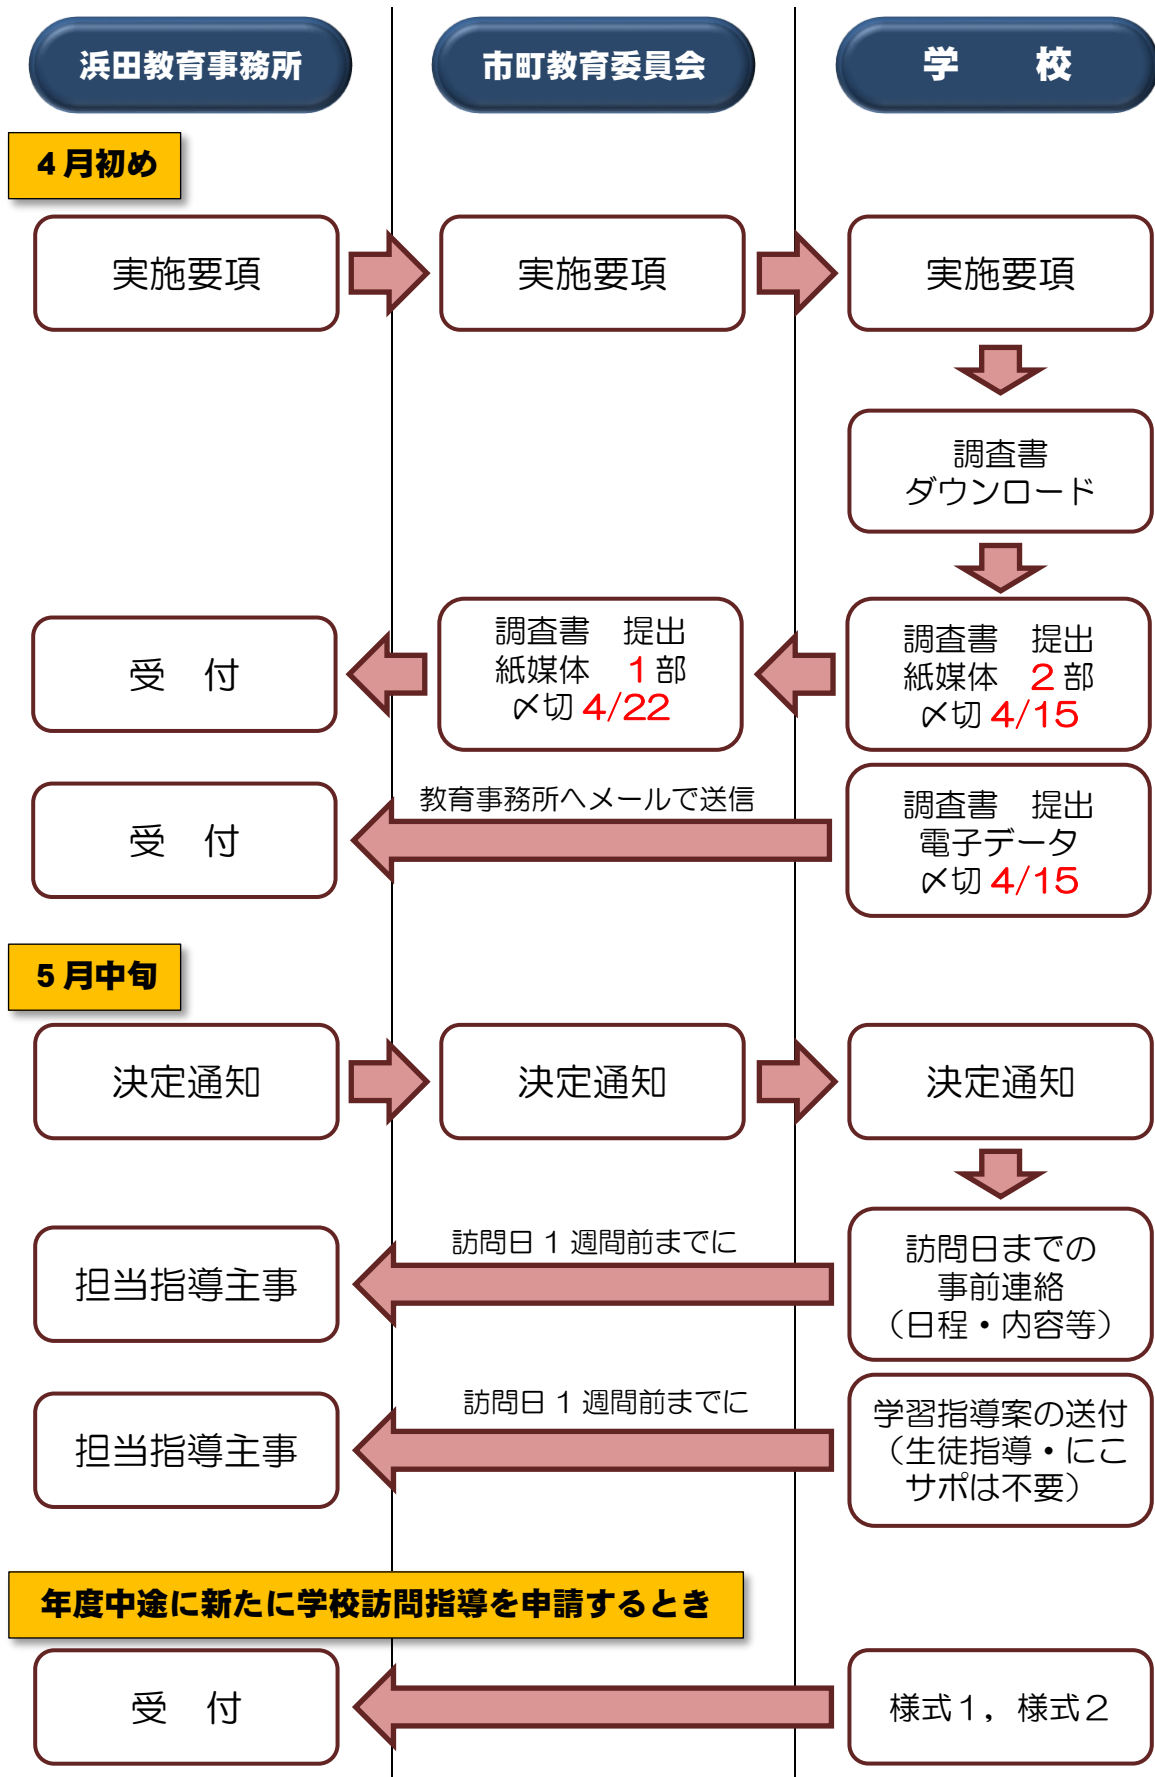 浜田教育事務所
市町教育委員会
学　校
4月初め
実施要項
実施要項
実施要項
調査書
ダウンロード
受　付
調査書　提出
紙媒体　1部
〆切 4/22
調査書　提出
紙媒体　2部
〆切 4/15
受　付
教育事務所へメールで送信
調査書　提出
電子データ
〆切 4/15
5月中旬
決定通知
決定通知
決定通知
担当指導主事
訪問日1週間前までに
訪問日までの
事前連絡
（日程・内容等）
担当指導主事
訪問日1週間前までに
学習指導案の送付
（生徒指導・にこ
サポは不要）
年度中途に新たに学校訪問指導を申請するとき
受　付
様式1，様式2